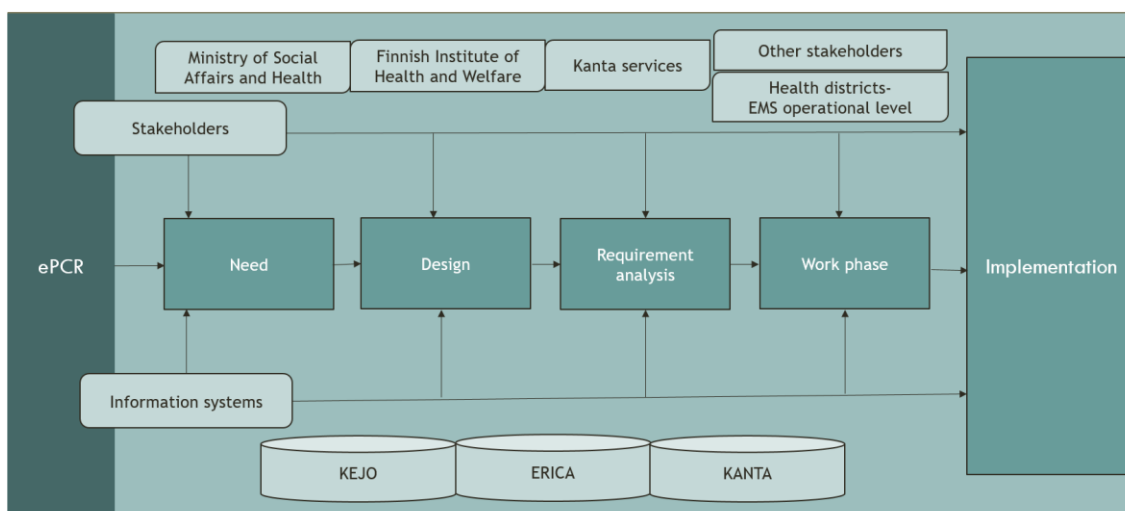 Ministry of Social
Affairs and Health
Finnish Institute of
Health and Welfare
Kanta services
Other stakeholders
Health districts-
EMS operational level
Stakeholders
ePCR
Need
Design
Requirement
analysis
Work phase
Implementation
Information systems
KEJO
ERICA
KANTA